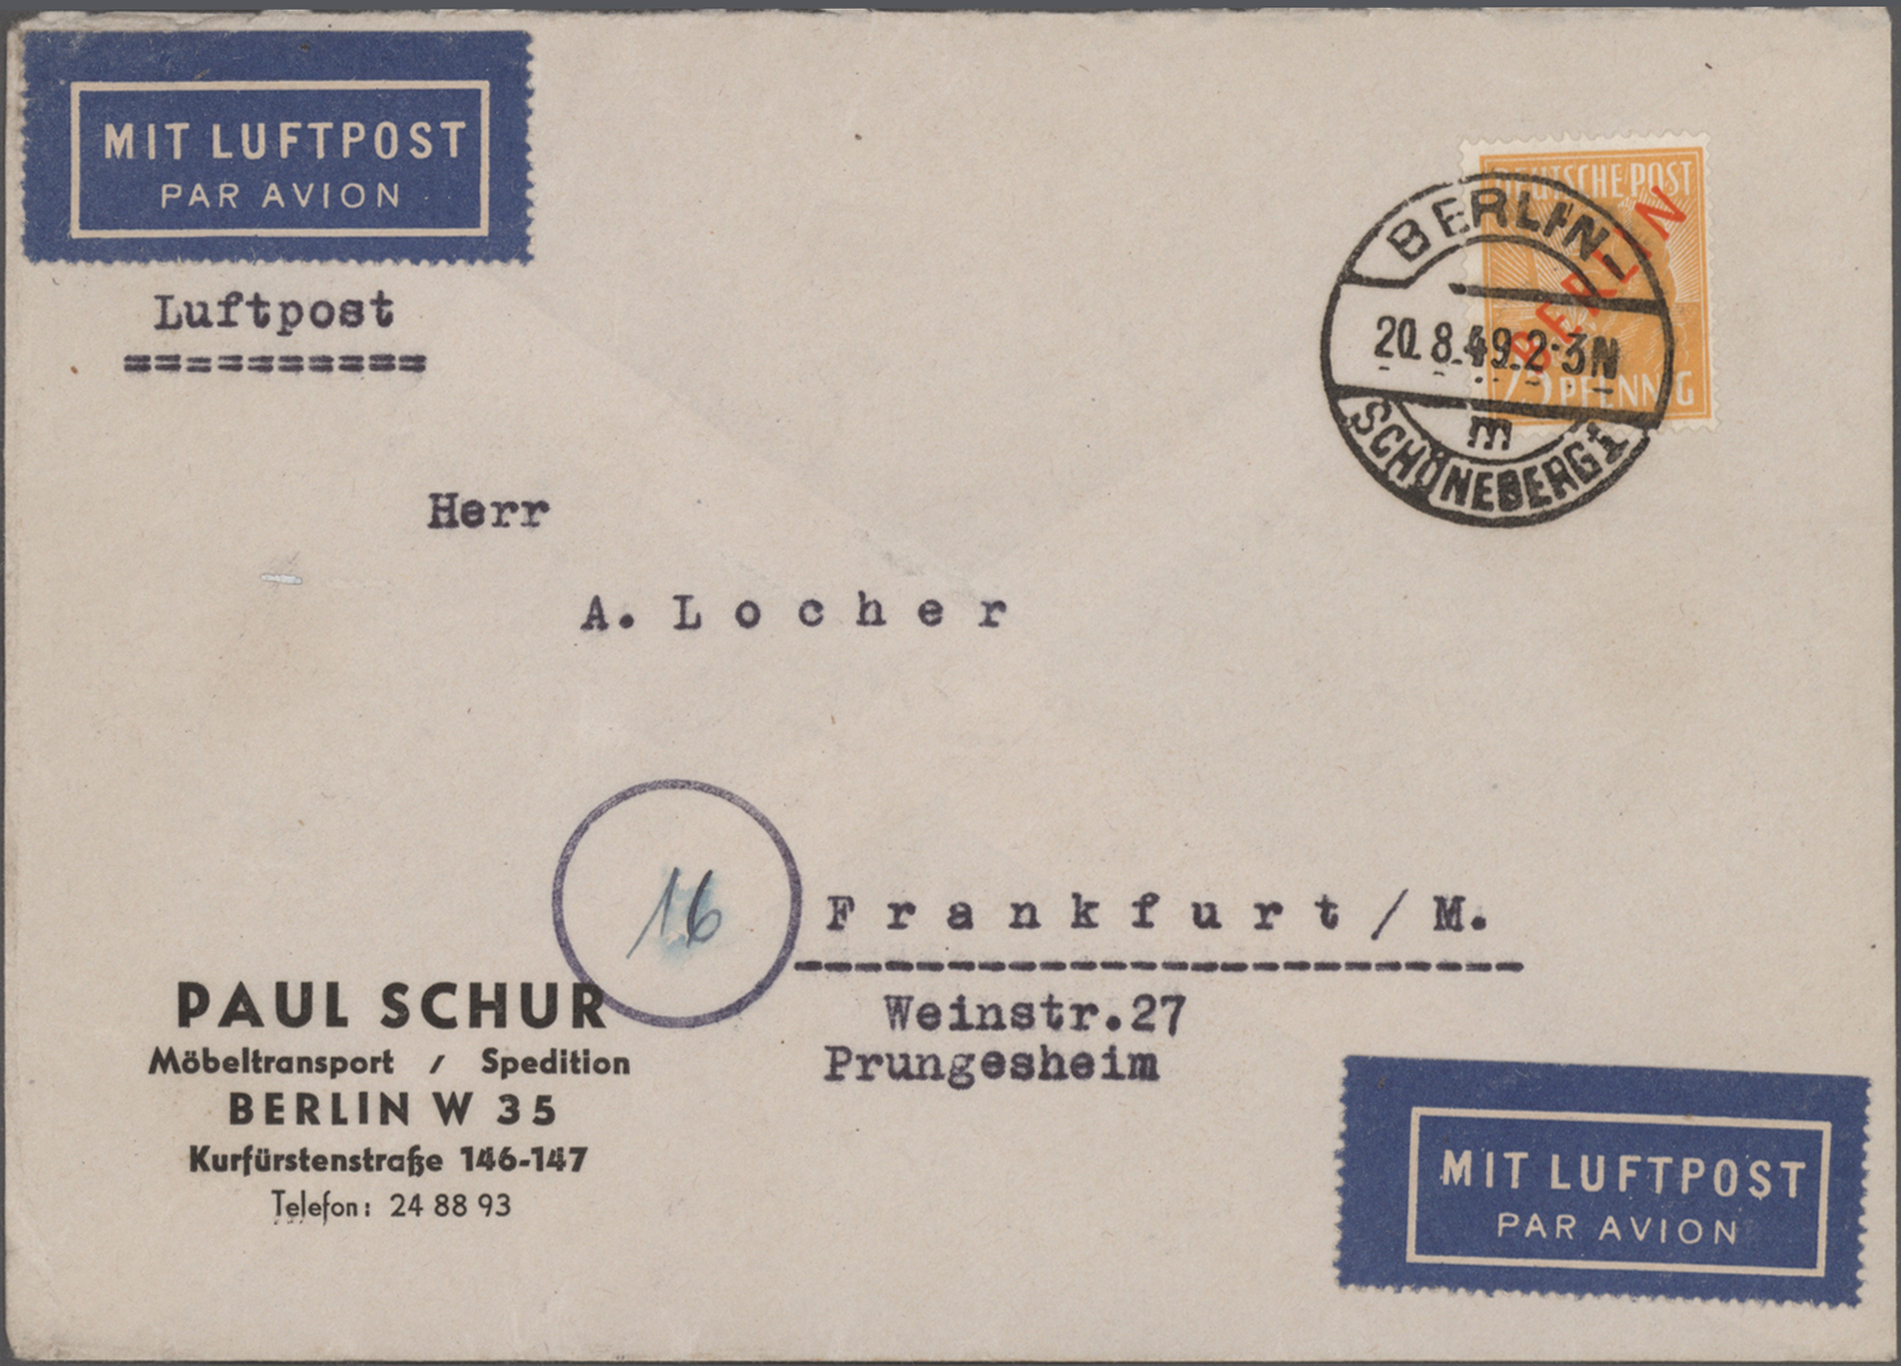 MIT LUFTPOST
PAR AVION
Luftpost
==========
DEUTSCHE POST
BERLIN
25 PFENNIG
BERLIN-
20.8.49.2-3N
m
SCHÖNEBERG 1
Herr
A. Locher
16
Frankfurt/M.
Weinstr.27
Prungesheim
PAUL SCHUR
Möbeltransport / Spedition
BERLIN W 35
Kurfürstenstraße 146-147
Telefon: 24 88 93
MIT LUFTPOST
PAR AVION